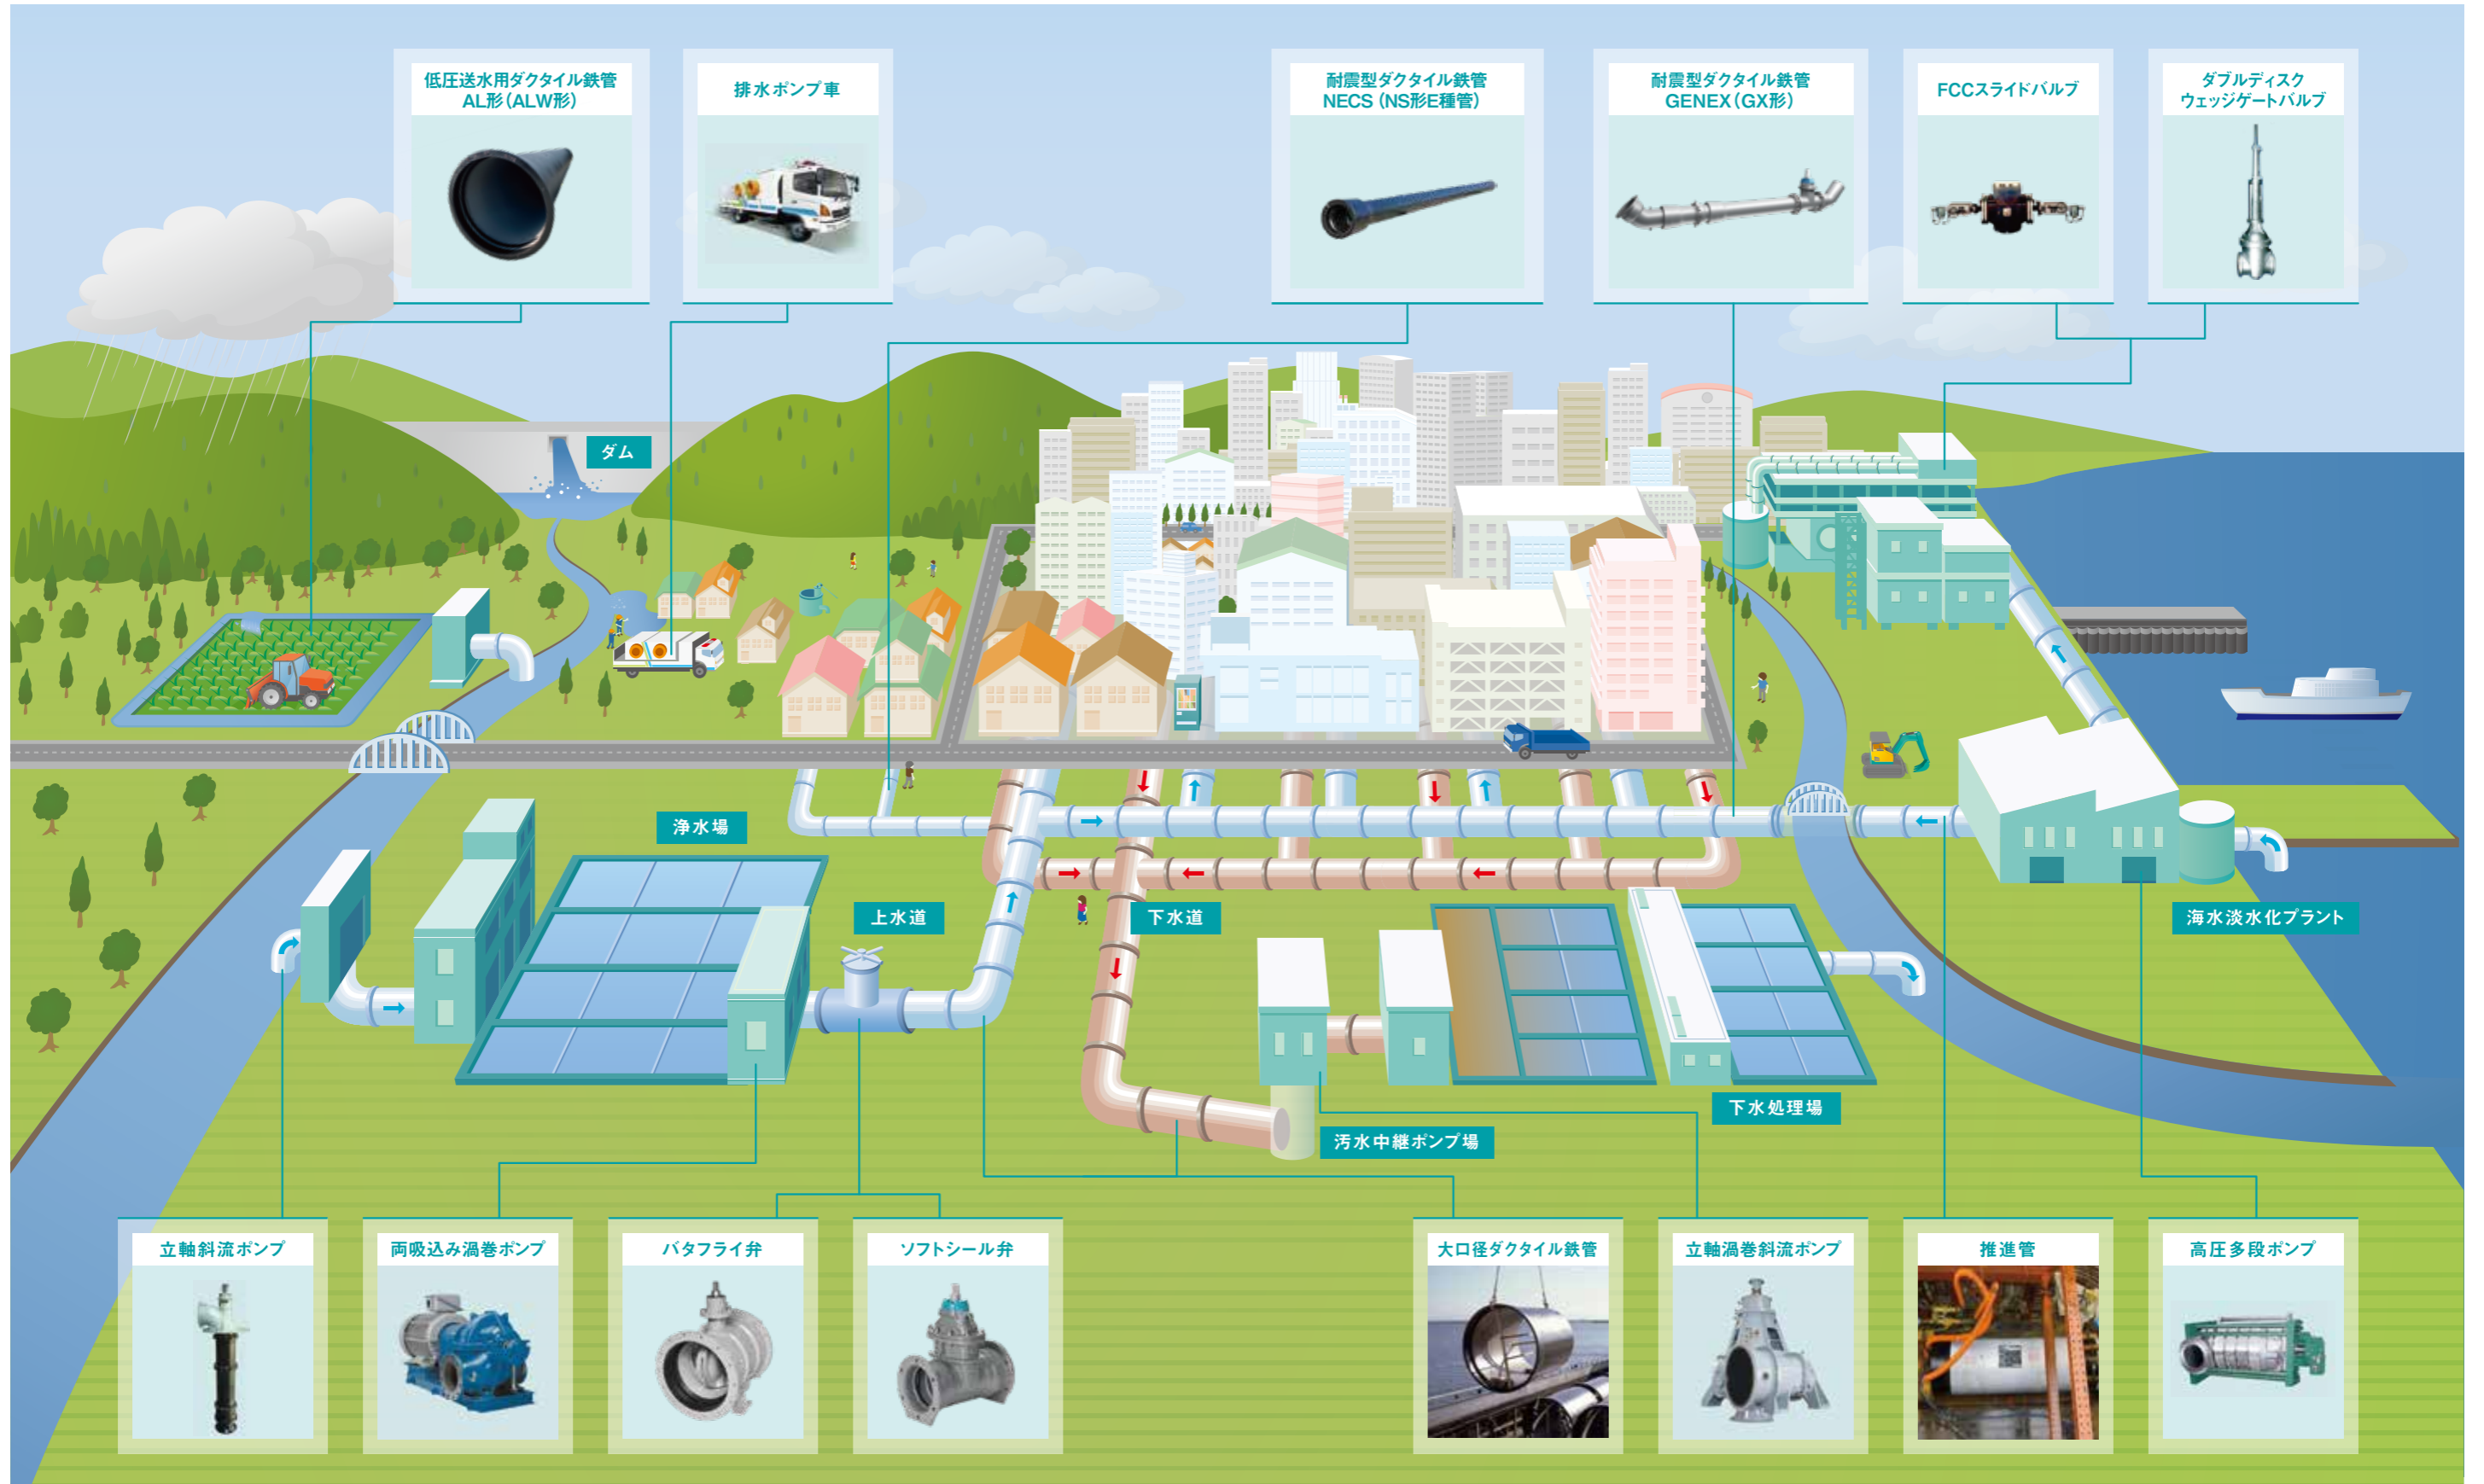 低圧送水用ダクタイル鉄管
AL形（ALW形）
排水ポンプ車
耐震型ダクタイル鉄管
NECS（NS形E種管）
耐震型ダクタイル鉄管
GENEX（GX形）
FCCスライドバルブ
ダブルディスク
ウェッジゲートバルブ
ダム
浄水場
上水道
下水道
海水淡水化プラント
下水処理場
汚水中継ポンプ場
立軸斜流ポンプ
両吸込み渦巻ポンプ
バタフライ弁
ソフトシール弁
大口径ダクタイル鉄管
立軸渦巻斜流ポンプ
推進管
高圧多段ポンプ